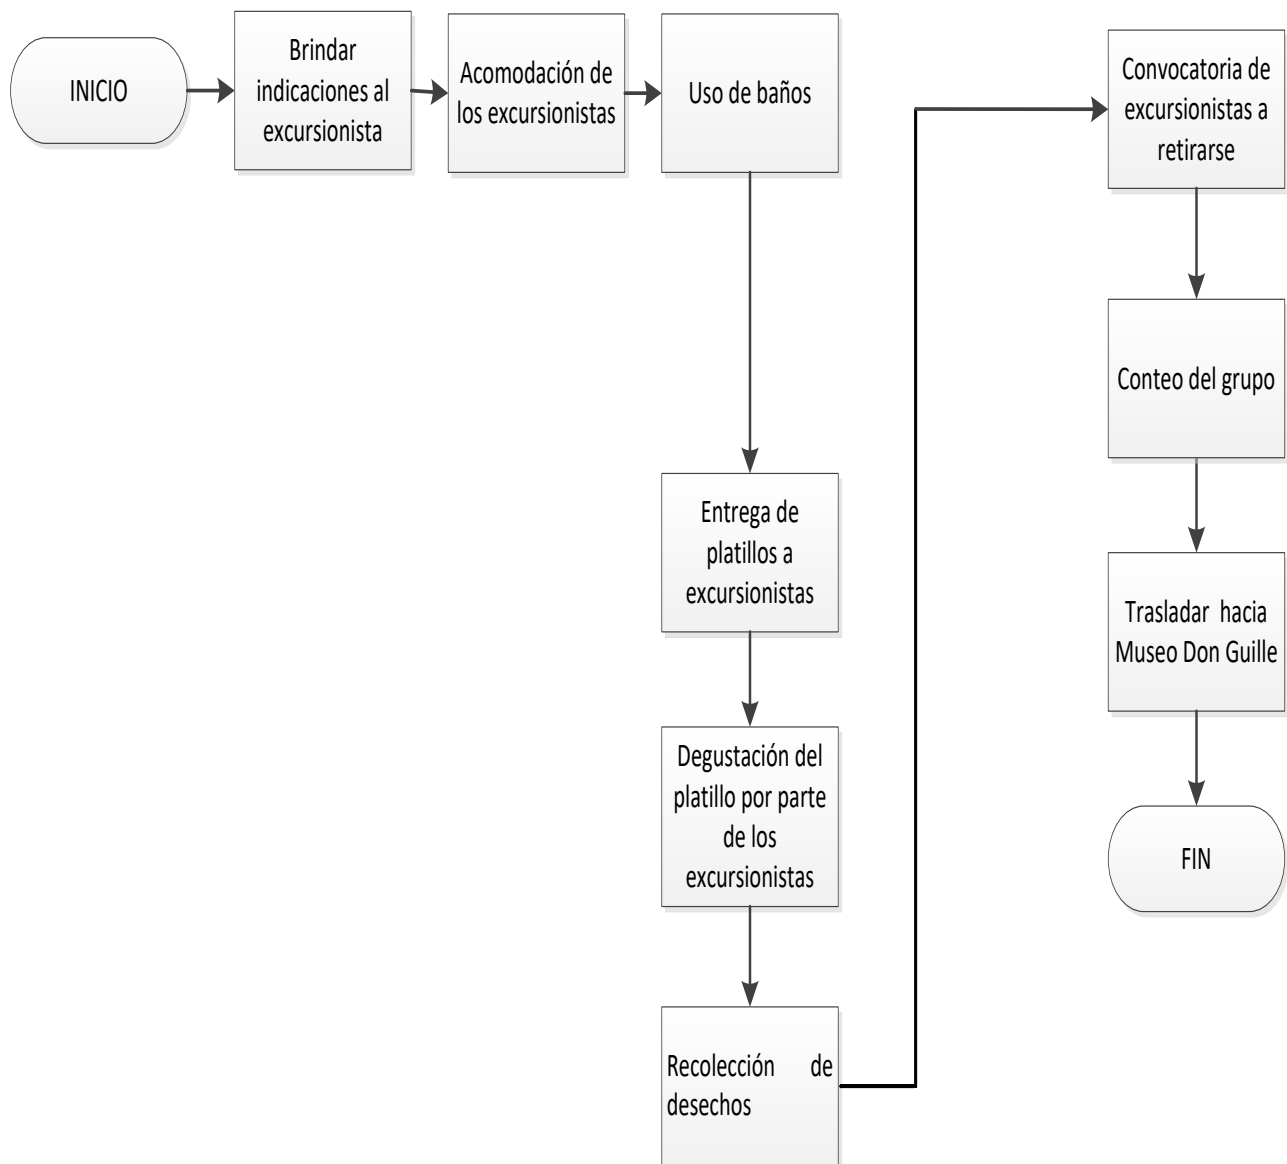 INICIO
Brindar
indicaciones al
excursionista
Acomodación de
los excursionistas
Uso de baños
Entrega de
platillos a
excursionistas
Degustación del
platillo por parte
de los
excursionistas
Recolección de
desechos
Convocatoria de
excursionistas a
retirarse
Conteo del grupo
Trasladar hacia
Museo Don Guille
FIN